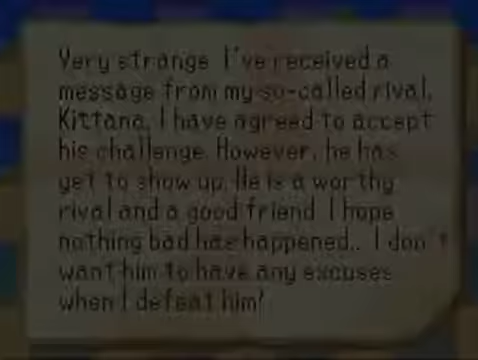 Very strange. I've received a
message from my so-called rival,
Kittana. I have agreed to accept
his challenge. However, he has
yet to show up. He is a worthy
rival and a good friend. I hope
nothing bad has happened.. I don't
want him to have any excuses
when I defeat him!